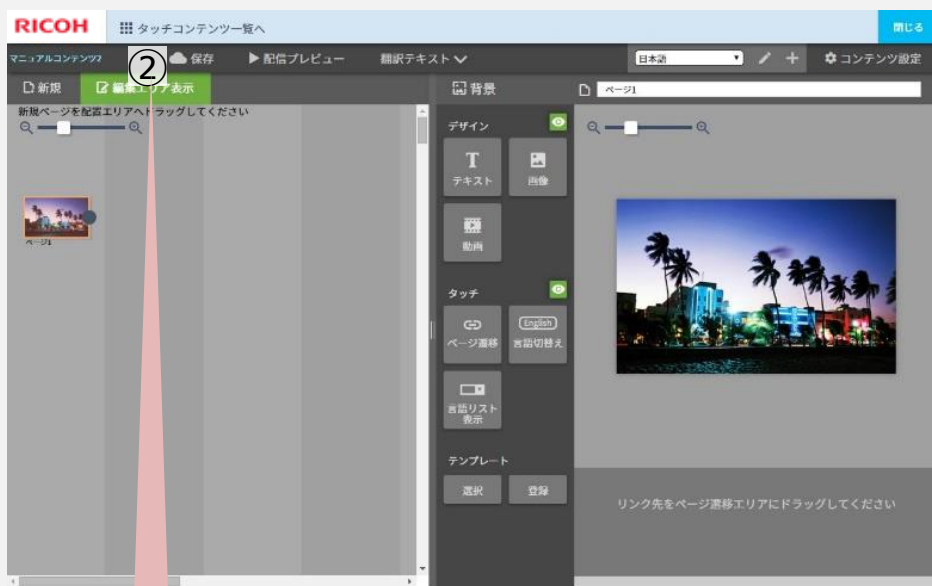 RICOH タッチコンテンツ一覧へ 閉じる
マニュアルコンテンツ7 ② 保存 配信プレビュー 翻訳テキスト 日本語 コンテンツ設定
新規 編集エリア表示 背景 ページ1
新規ページを配置エリアへドラッグしてください
デザイン
テキスト 画像
動画
ページ1
タッチ
English
ページ遷移 言語切替え
言語リスト
表示
テンプレート
選択 登録
リンク先をページ遷移エリアにドラッグしてください